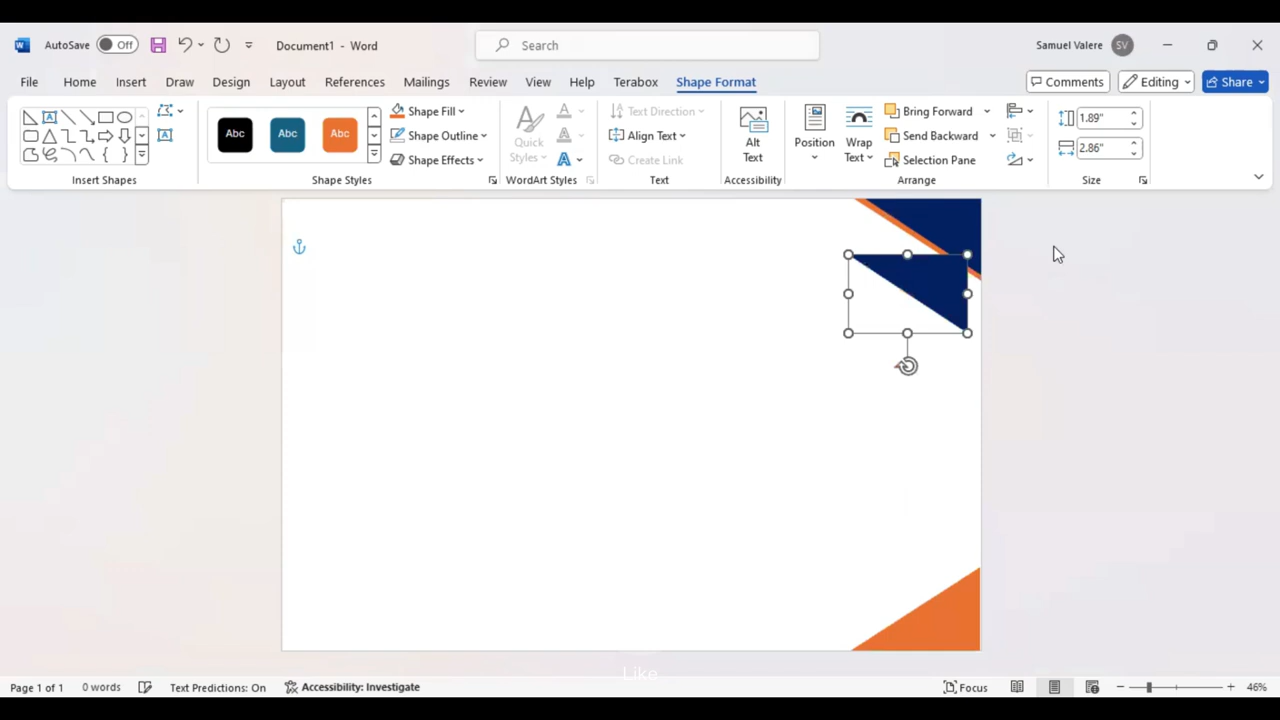 AutoSave Off Document1 - Word Search Samuel Valere SV
File Home Insert Draw Design Layout References Mailings Review View Help Terabox Shape Format Comments Editing Share
Abc Abc Abc
Shape Fill
Shape Outline
Shape Effects
Quick
Styles
Text Direction
Align Text
Create Link
Alt
Text
Position
Wrap
Text
Bring Forward
Send Backward
Selection Pane
1.89"
2.86"
Insert Shapes Shape Styles WordArt Styles Text Accessibility Arrange Size
Like
Page 1 of 1 0 words Text Predictions: On Accessibility: Investigate Focus 46%